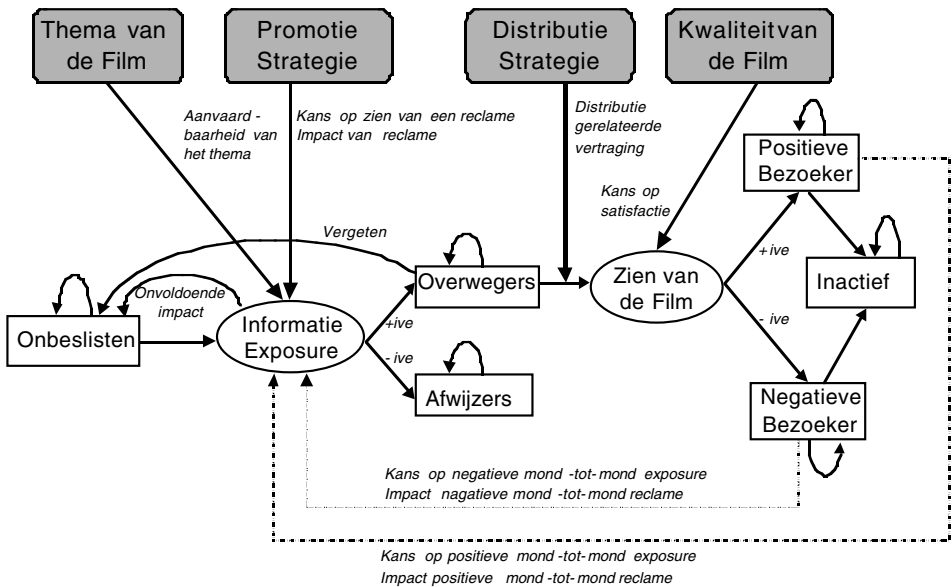 Thema van
de Film
Promotie
Strategie
Distributie
Strategie
Kwaliteitvan
de Film
Aanvaard -
baarheid van
het thema
Kans op zien van een reclame
Impact van reclame
Distributie
gerelateerde
vertraging
Kans op
satisfactie
Positieve
Bezoeker
Vergeten
Onvoldoende
impact
Onbeslisten
Informatie
Exposure
+ive
- ive
Overwegers
Afwijzers
Zien van
de Film
+ive
- ive
Inactief
Negatieve
Bezoeker
Kans op negatieve mond -tot-mond exposure
Impact nagatieve mond -tot-mond reclame
Kans op positieve mond -tot-mond exposure
Impact positieve mond -tot-mond reclame